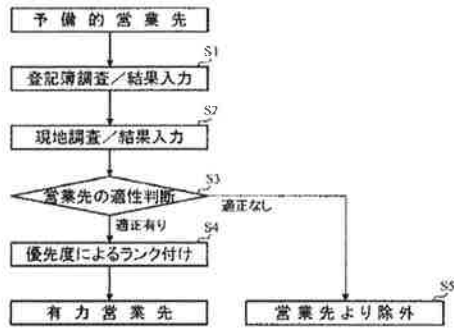 予備的営業先
S1
登記簿調査/結果入力
S2
現地調査/結果入力
S3
営業先の適性判断
適正なし
適正有り
S4
優先度によるランク付け
S5
有力営業先
営業先より除外